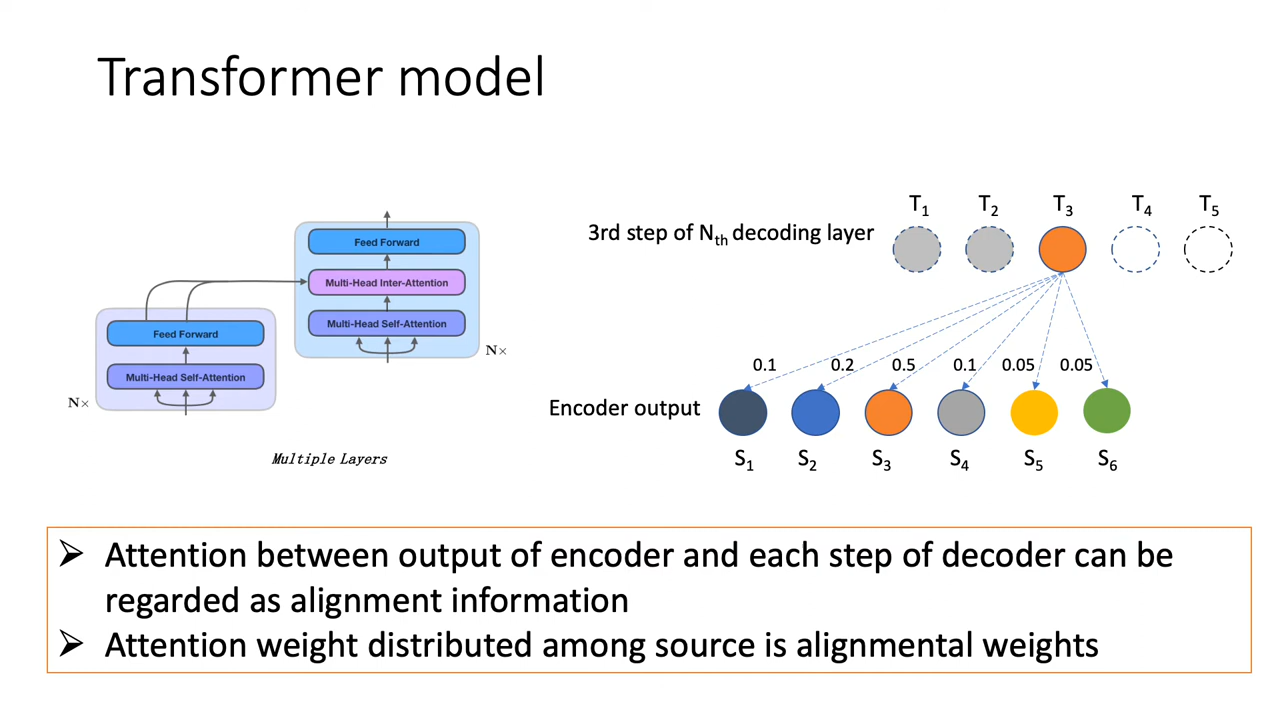 Transformer model
T₁ T₂ T₃ T₄ T₅
3rd step of Nth decoding layer
Feed Forward
Multi-Head Inter-Attention
Multi-Head Self-Attention
N×
Feed Forward
Multi-Head Self-Attention
N×
Multiple Layers
0.1 0.2 0.5 0.1 0.05 0.05
Encoder output
S₁ S₂ S₃ S₄ S₅ S₆
➢ Attention between output of encoder and each step of decoder can be
regarded as alignment information
➢ Attention weight distributed among source is alignmental weights